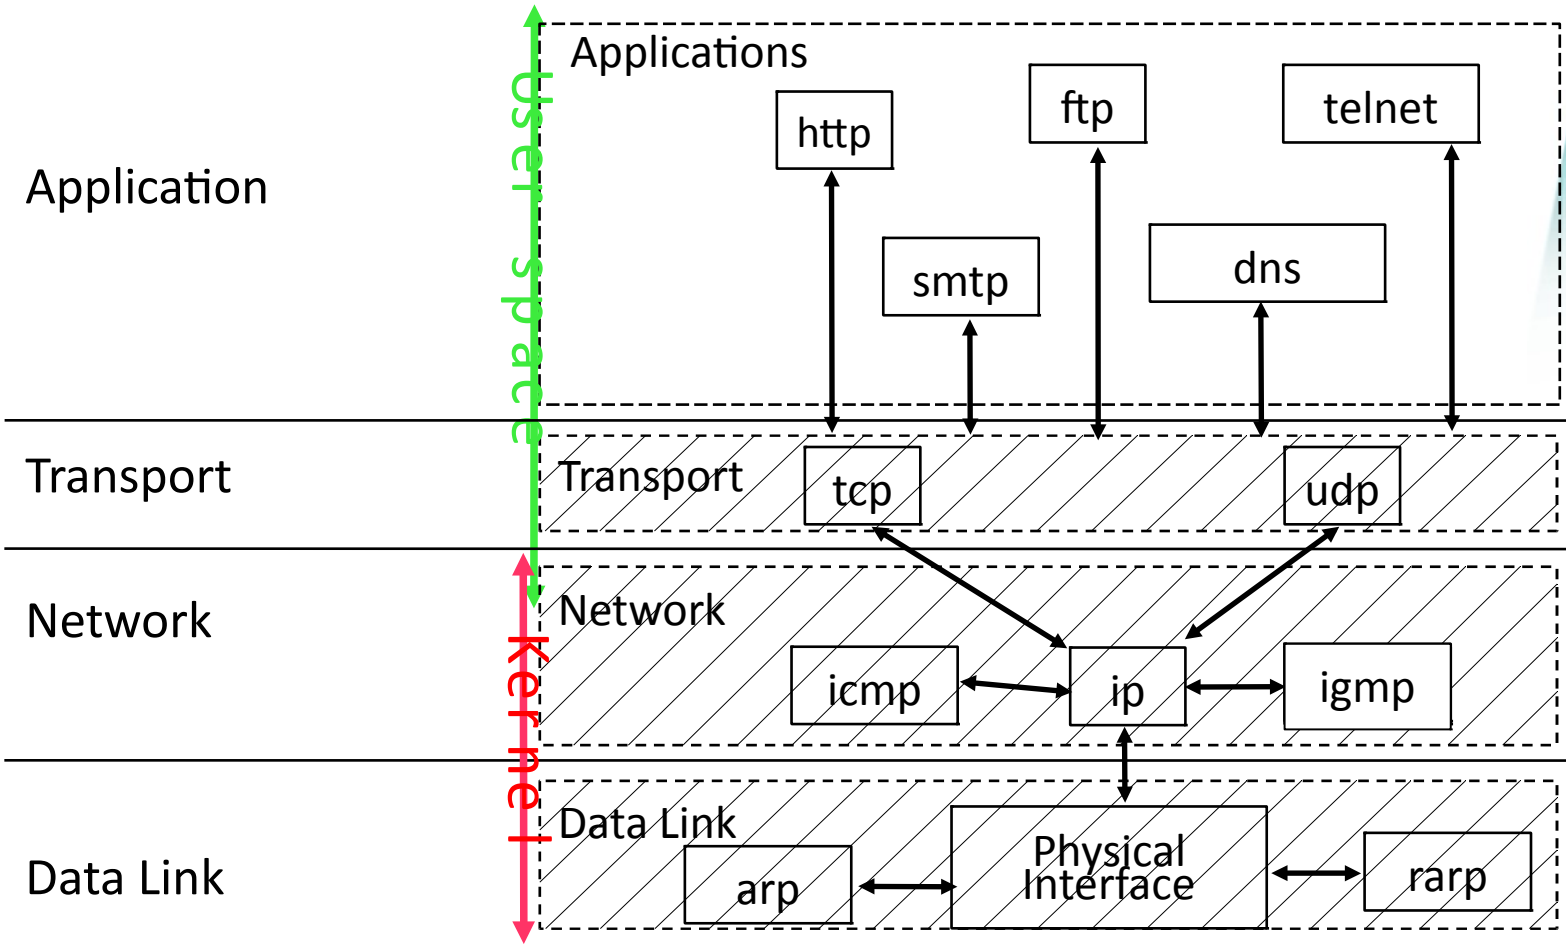 Applications
http
ftp
telnet
Application
smtp
dns
User space
Transport
Transport
tcp
udp
Network
Network
icmp
ip
igmp
Kernel
Data Link
Data Link
arp
Physical
Interface
rarp